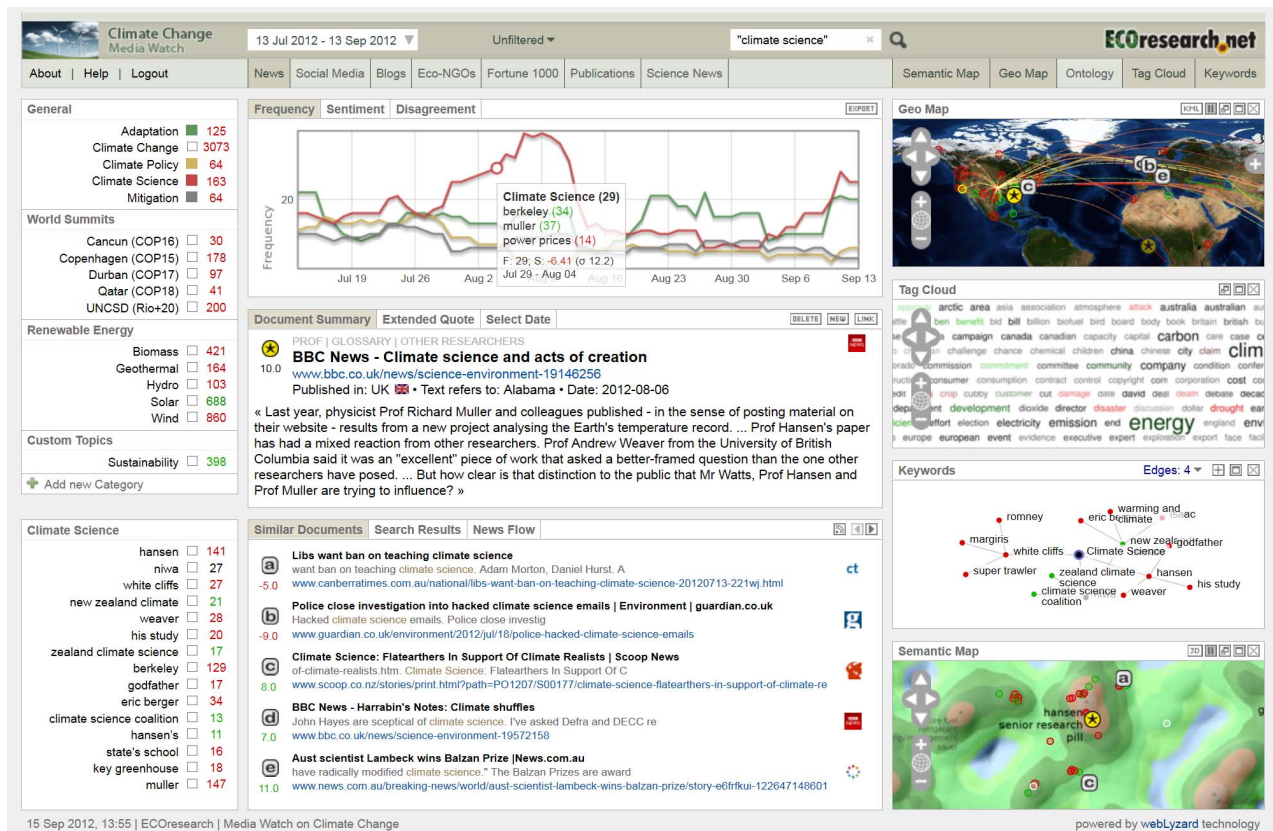 Climate Change
Media Watch
13 Jul 2012 - 13 Sep 2012
Unfiltered
"climate science"
ECOresearch.net
About | Help | Logout
News Social Media Blogs Eco-NGOs Fortune 1000 Publications Science News
Semantic Map Geo Map Ontology Tag Cloud Keywords
General
Adaptation 125
Climate Change 3073
Climate Policy 64
Climate Science 163
Mitigation 64
World Summits
Cancun (COP16) 30
Copenhagen (COP15) 178
Durban (COP17) 97
Qatar (COP18) 41
UNCSD (Rio+20) 200
Renewable Energy
Biomass 421
Geothermal 164
Hydro 103
Solar 688
Wind 860
Custom Topics
Sustainability 398
Add new Category
Climate Science
hansen 141
niwa 27
white cliffs 27
new zealand climate 21
weaver 28
his study 20
zealand climate science 17
berkeley 129
godfather 17
eric berger 34
climate science coalition 13
hansen's 11
state's school 16
key greenhouse 18
muller 147
Frequency Sentiment Disagreement EXPORT
Frequency
20
Climate Science (29)
berkeley (34)
muller (37)
power prices (14)
F: 29; S: -6.41 (σ 12.2)
Jul 29 - Aug 04
Jul 19 Jul 26 Aug 2 Aug 16 Aug 23 Aug 30 Sep 6 Sep 13
Document Summary Extended Quote Select Date DELETE NEW LINK
PROF | GLOSSARY | OTHER RESEARCHERS
BBC News - Climate science and acts of creation
10.0
www.bbc.co.uk/news/science-environment-19146256
Published in: UK • Text refers to: Alabama • Date: 2012-08-06
« Last year, physicist Prof Richard Muller and colleagues published - in the sense of posting material on
their website - results from a new project analysing the Earth's temperature record. ... Prof Hansen's paper
has had a mixed reaction from other researchers. Prof Andrew Weaver from the University of British
Columbia said it was an "excellent" piece of work that asked a better-framed question than the one other
researchers have posed. ... But how clear is that distinction to the public that Mr Watts, Prof Hansen and
Prof Muller are trying to influence? »
Similar Documents Search Results News Flow
a
-5.0
Libs want ban on teaching climate science
want ban on teaching climate science. Adam Morton, Daniel Hurst. A
www.canberratimes.com.au/national/libs-want-ban-on-teaching-climate-science-20120713-221wj.html
ct
b
-9.0
Police close investigation into hacked climate science emails | Environment | guardian.co.uk
Hacked climate science emails. Police close investig
www.guardian.co.uk/environment/2012/jul/18/police-hacked-climate-science-emails
g
c
8.0
Climate Science: Flatearthers In Support Of Climate Realists | Scoop News
of-climate-realists.htm. Climate Science: Flatearthers In Support Of C
www.scoop.co.nz/stories/print.html?path=PO1207/S00177/climate-science-flatearthers-in-support-of-climate-re
d
7.0
BBC News - Harrabin's Notes: Climate shuffles
John Hayes are sceptical of climate science. I've asked Defra and DECC re
www.bbc.co.uk/news/science-environment-19572158
e
11.0
Aust scientist Lambeck wins Balzan Prize |News.com.au
have radically modified climate science." The Balzan Prizes are award
www.news.com.au/breaking-news/world/aust-scientist-lambeck-wins-balzan-prize/story-e6frfkui-122647148601
Geo Map KML
b
e
c
Tag Cloud
arctic area asia association atmosphere attack australia australian
ben benefit bid bill billion biofuel bird board body book britain british
campaign canada canadian capacity capital carbon care case
challenge chance chemical children china chinese city claim clim
commission commitment committee community company condition
consumer consumption contract control copyright corn corporation cost
crop cubby customer cut damage date david deal death debate
development dioxide director disaster discussion dollar drought
effort election electricity emission end energy england
europe european event evidence executive expert exploration export face
Keywords Edges: 4
romney
warming and
climate
margiris
white cliffs
Climate Science
godfather
super trawler
zealand climate
science
hansen
his study
climate science
coalition
weaver
Semantic Map
a
hansen
senior research
pill
c
15 Sep 2012, 13:55 | ECOresearch | Media Watch on Climate Change
powered by webLyzard technology